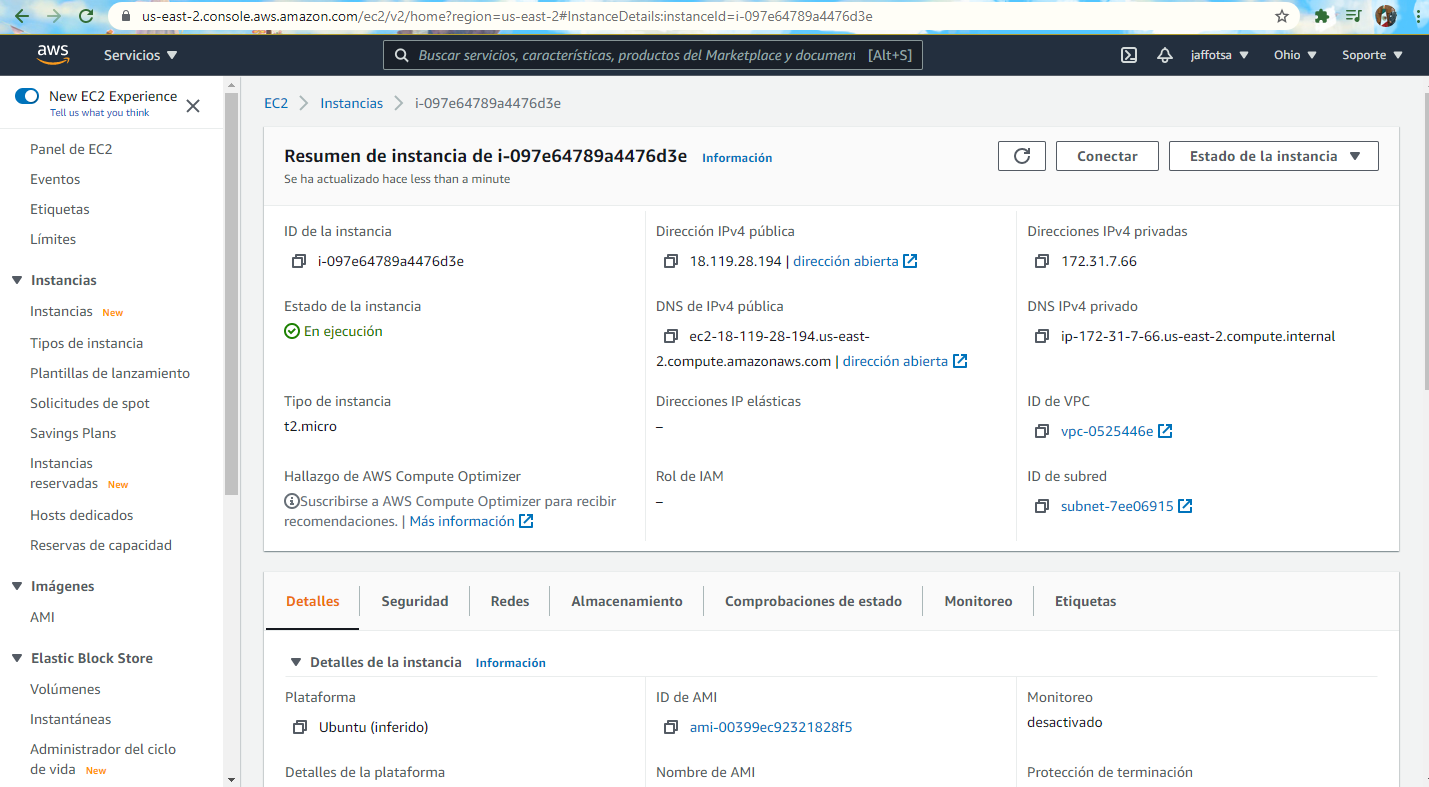 us-east-2.console.aws.amazon.com/ec2/v2/home?region=us-east-2#InstanceDetails:instanceId=i-097e64789a4476d3e
aws
Servicios
Buscar servicios, características, productos del Marketplace y document [Alt+S]
jaffotsa
Ohio
Soporte
New EC2 Experience
Tell us what you think
Panel de EC2
Eventos
Etiquetas
Límites
Instancias
Instancias New
Tipos de instancia
Plantillas de lanzamiento
Solicitudes de spot
Savings Plans
Instancias
reservadas New
Hosts dedicados
Reservas de capacidad
Imágenes
AMI
Elastic Block Store
Volúmenes
Instantáneas
Administrador del ciclo
de vida New
EC2 > Instancias > i-097e64789a4476d3e
Resumen de instancia de i-097e64789a4476d3e Información
Se ha actualizado hace less than a minute
Conectar
Estado de la instancia
ID de la instancia
i-097e64789a4476d3e
Dirección IPv4 pública
18.119.28.194 | dirección abierta
Direcciones IPv4 privadas
172.31.7.66
Estado de la instancia
En ejecución
DNS de IPv4 pública
ec2-18-119-28-194.us-east-
2.compute.amazonaws.com | dirección abierta
DNS IPv4 privado
ip-172-31-7-66.us-east-2.compute.internal
Tipo de instancia
t2.micro
Direcciones IP elásticas
–
ID de VPC
vpc-0525446e
Hallazgo de AWS Compute Optimizer
Suscribirse a AWS Compute Optimizer para recibir
recomendaciones. | Más información
Rol de IAM
–
ID de subred
subnet-7ee06915
Detalles
Seguridad
Redes
Almacenamiento
Comprobaciones de estado
Monitoreo
Etiquetas
Detalles de la instancia Información
Plataforma
Ubuntu (inferido)
ID de AMI
ami-00399ec92321828f5
Monitoreo
desactivado
Detalles de la plataforma
Nombre de AMI
Protección de terminación